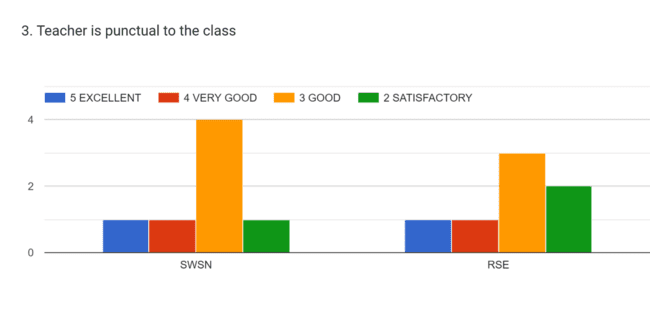 3. Teacher is punctual to the class
5 EXCELLENT 4 VERY GOOD 3 GOOD 2 SATISFACTORY
4
2
0
SWSN RSE